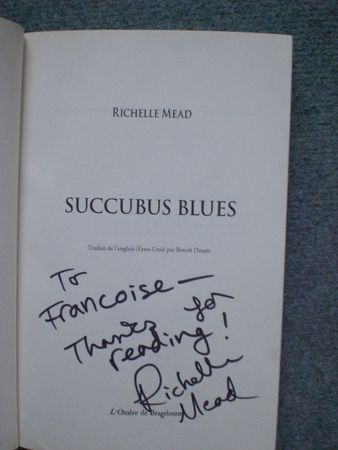 RICHELLE MEAD
SUCCUBUS BLUES
Traduit de l'anglais (États-Unis) par Benoît Domis
To
Francoise —
Thanks for
reading!
Richelle
Mead
L'Ombre de Bragelonne